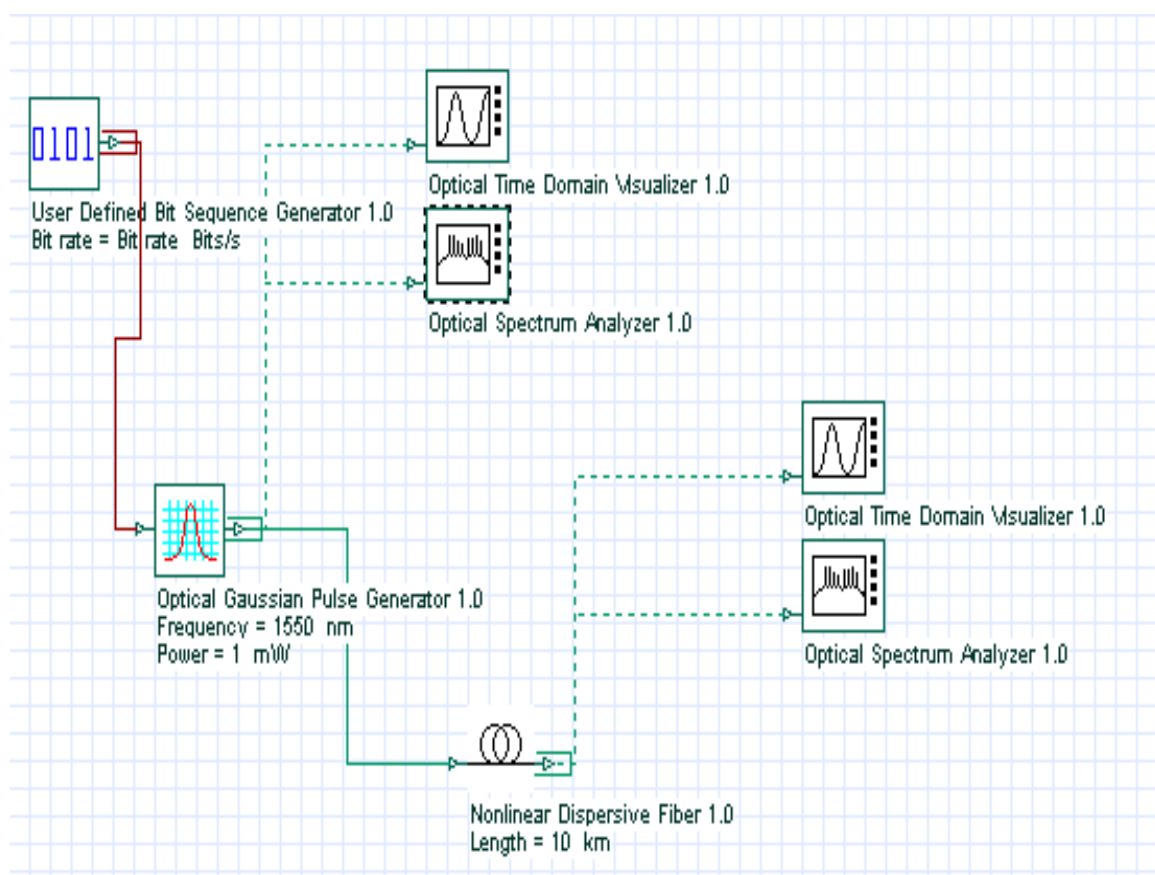 0101
User Defined Bit Sequence Generator 1.0
Bit rate = Bit rate Bits/s
Optical Time Domain Visualizer 1.0
Optical Spectrum Analyzer 1.0
Optical Gaussian Pulse Generator 1.0
Frequency = 1550 nm
Power = 1 mW
Optical Time Domain Visualizer 1.0
Optical Spectrum Analyzer 1.0
Nonlinear Dispersive Fiber 1.0
Length = 10 km